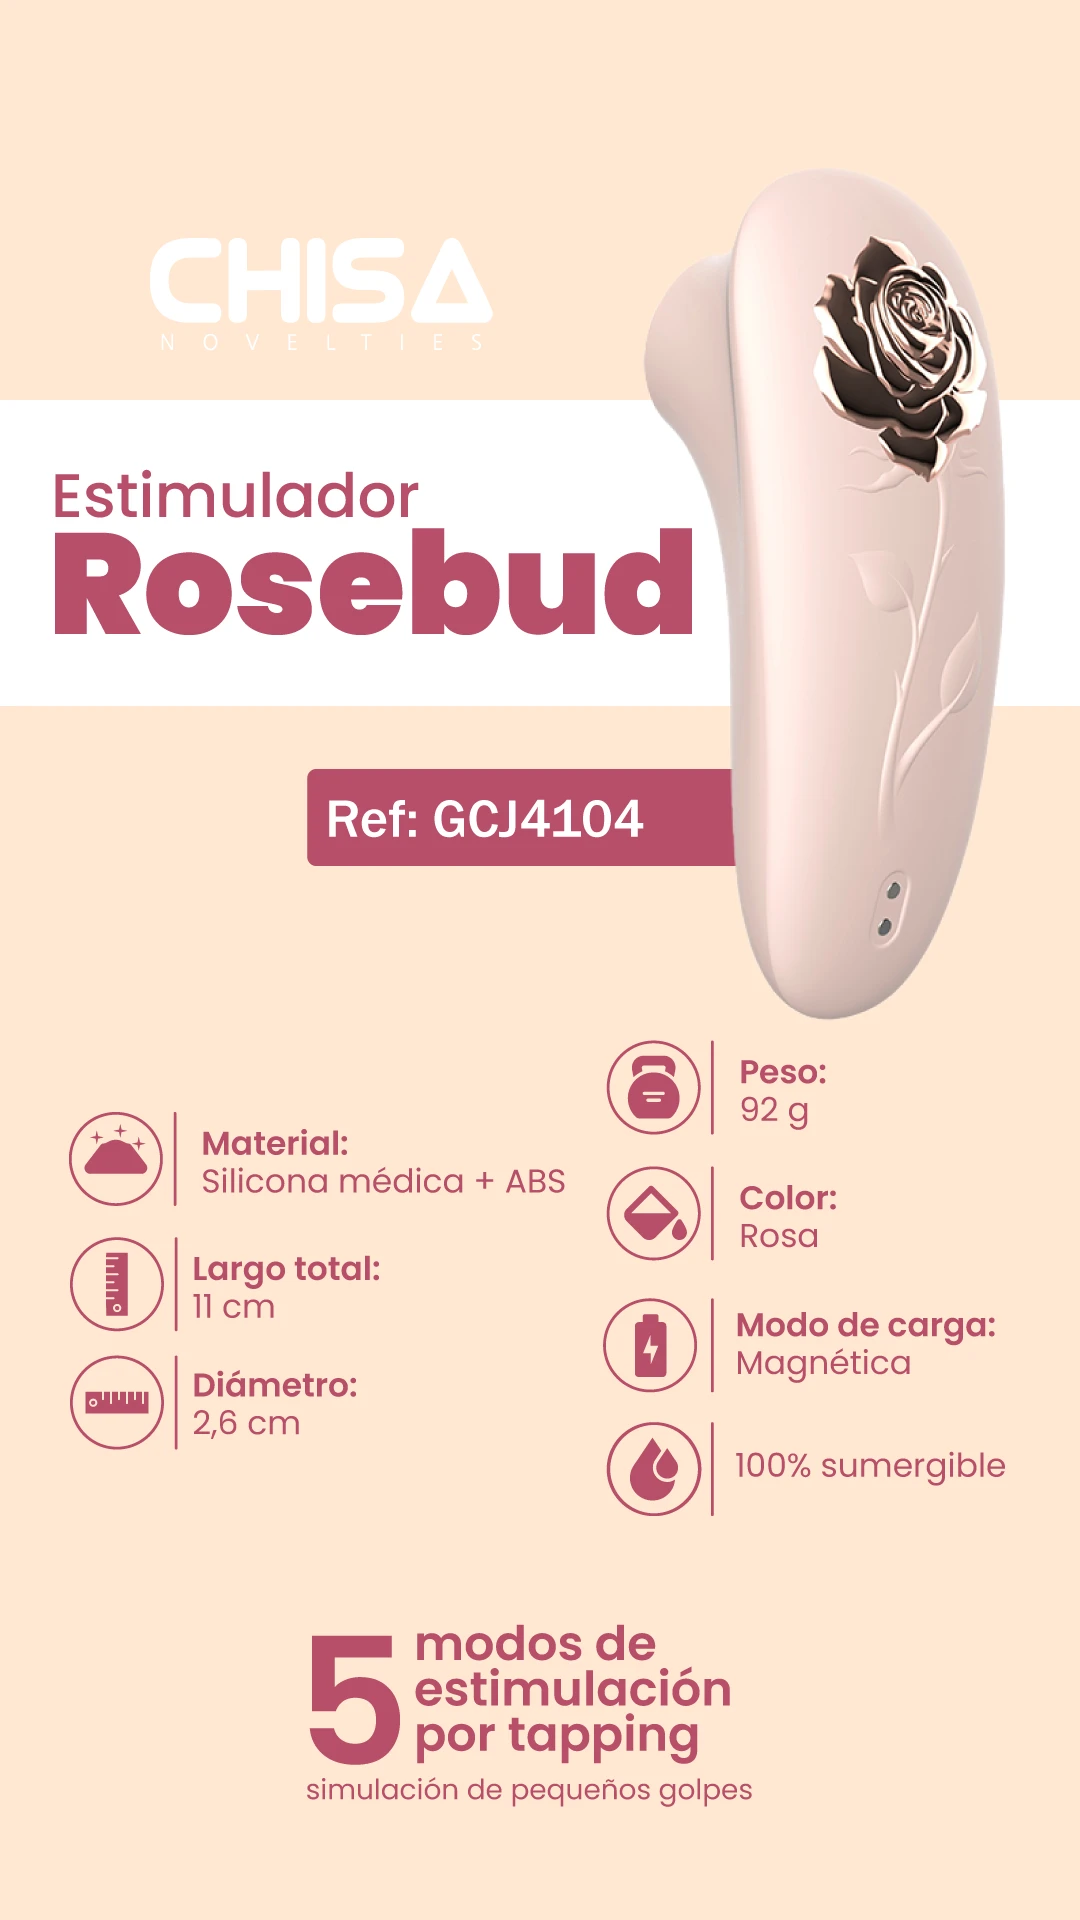 CHISA
NOVELTIES
Estimulador
Rosebud
Ref: GCJ4104
Material:
Silicona médica + ABS
Largo total:
11 cm
Diámetro:
2,6 cm
Peso:
92 g
Color:
Rosa
Modo de carga:
Magnética
100% sumergible
5 modos de
estimulación
por tapping
simulación de pequeños golpes